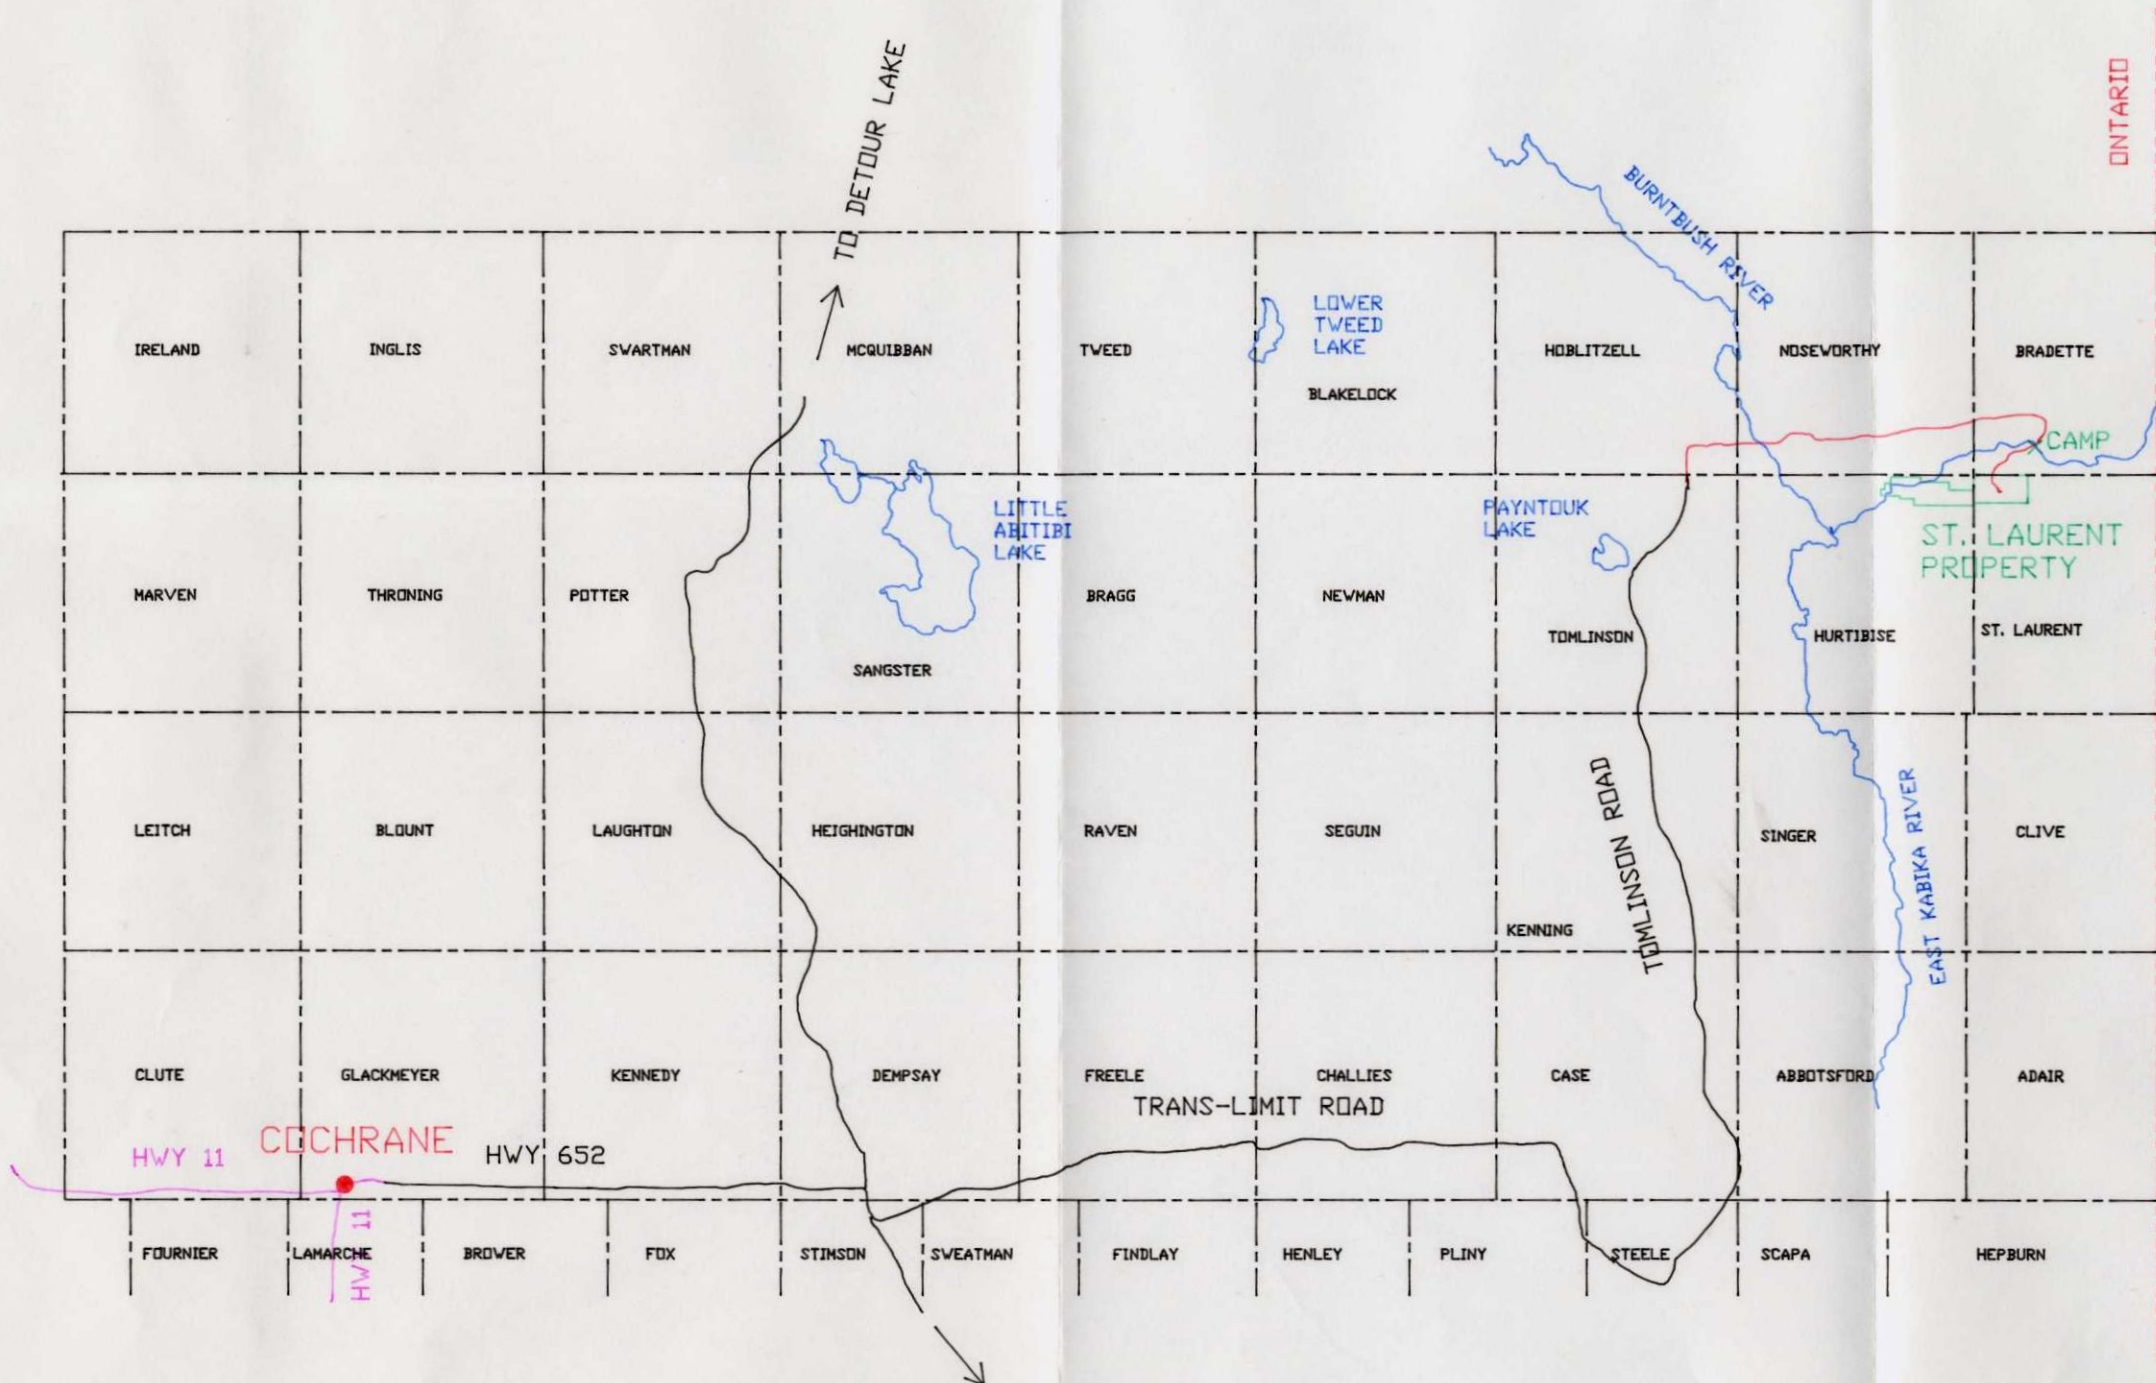 ONTARIO
TO DETOUR LAKE
BURNTBUSH RIVER
LOWER
TWEED
LAKE
IRELAND
INGLIS
SWARTMAN
MCQUIBBAN
TWEED
BLAKELOCK
HOBLITZELL
NOSEWORTHY
BRADETTE
CAMP
LITTLE
ABITIBI
LAKE
PAYNTOUK
LAKE
ST. LAURENT
PROPERTY
MARVEN
THRONING
POTTER
SANGSTER
BRAGG
NEWMAN
TOMLINSON
HURTIBISE
ST. LAURENT
LEITCH
BLOUNT
LAUGHTON
HEIGHINGTON
RAVEN
SEGUIN
KENNING
TOMLINSON ROAD
SINGER
EAST KABIKA RIVER
CLIVE
CLUTE
GLACKMEYER
KENNEDY
DEMPSAY
FREELE
CHALLIES
CASE
ABBOTSFORD
ADAIR
TRANS-LIMIT ROAD
HWY 11
COCHRANE
HWY 652
HWY 11
FOURNIER
LAMARCHE
BROWER
FOX
STIMSON
SWEATMAN
FINDLAY
HENLEY
PLINY
STEELE
SCAPA
HEPBURN